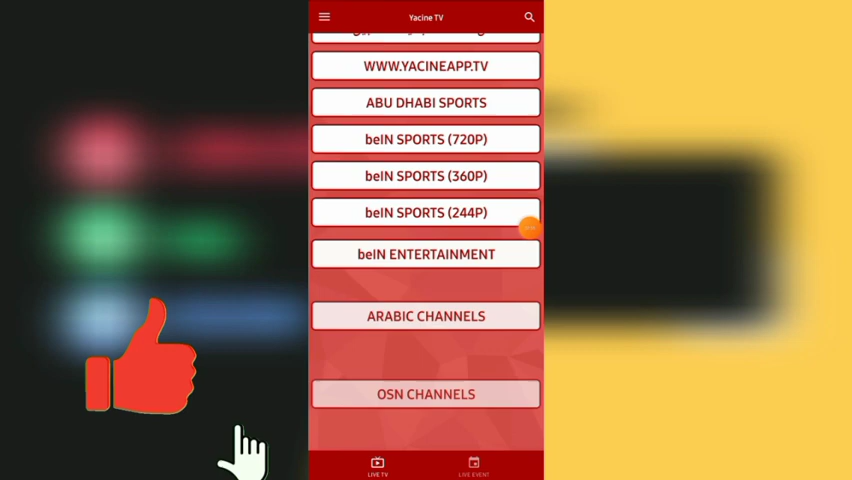 Yacine TV
WWW.YACINEAPP.TV
ABU DHABI SPORTS
beIN SPORTS (720P)
beIN SPORTS (360P)
beIN SPORTS (244P)
beIN ENTERTAINMENT
ARABIC CHANNELS
OSN CHANNELS
LIVE TV
LIVE EVENT